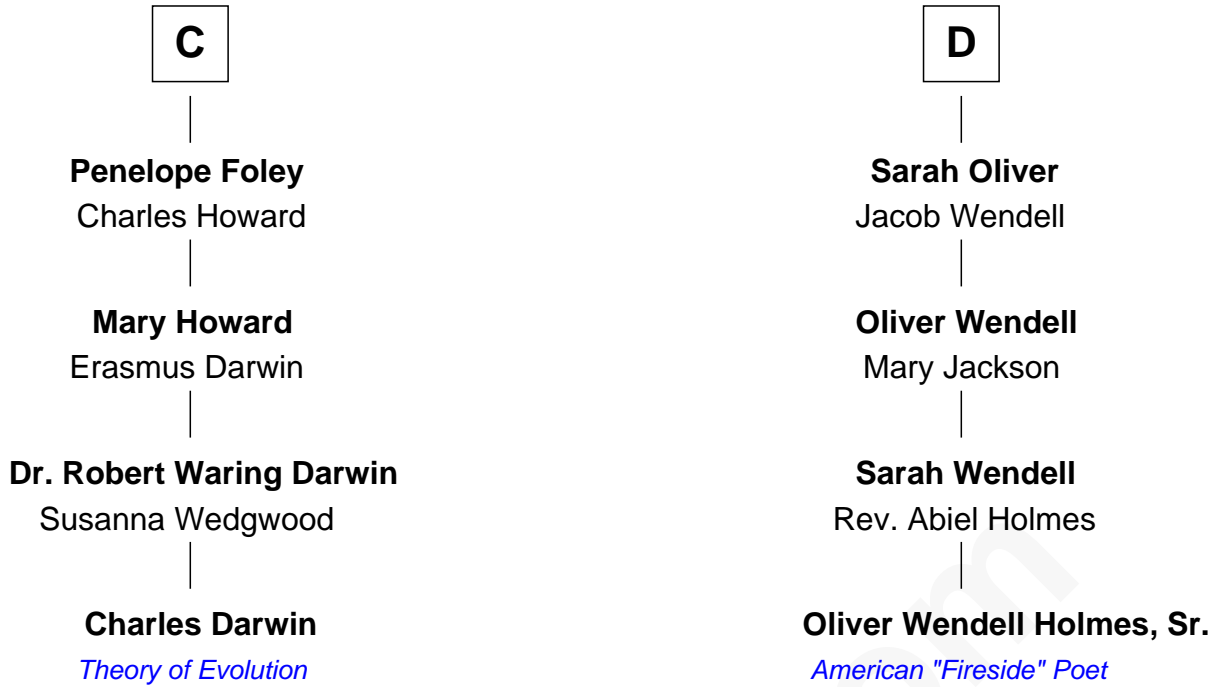 C
Penelope Foley
Charles Howard
Mary Howard
Erasmus Darwin
Dr. Robert Waring Darwin
Susanna Wedgwood
Charles Darwin
Theory of Evolution
D
Sarah Oliver
Jacob Wendell
Oliver Wendell
Mary Jackson
Sarah Wendell
Rev. Abiel Holmes
Oliver Wendell Holmes, Sr.
American "Fireside" Poet